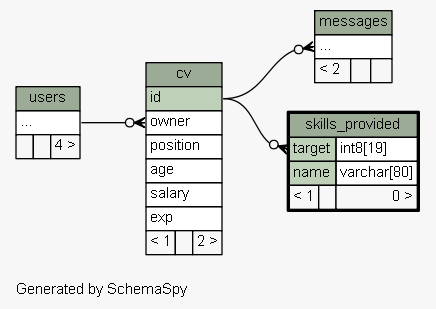 messages
...
< 2
cv
id
owner
position
age
salary
exp
< 1 2 >
users
...
4 >
skills_provided
target int8[19]
name varchar[80]
< 1 0 >
Generated by SchemaSpy